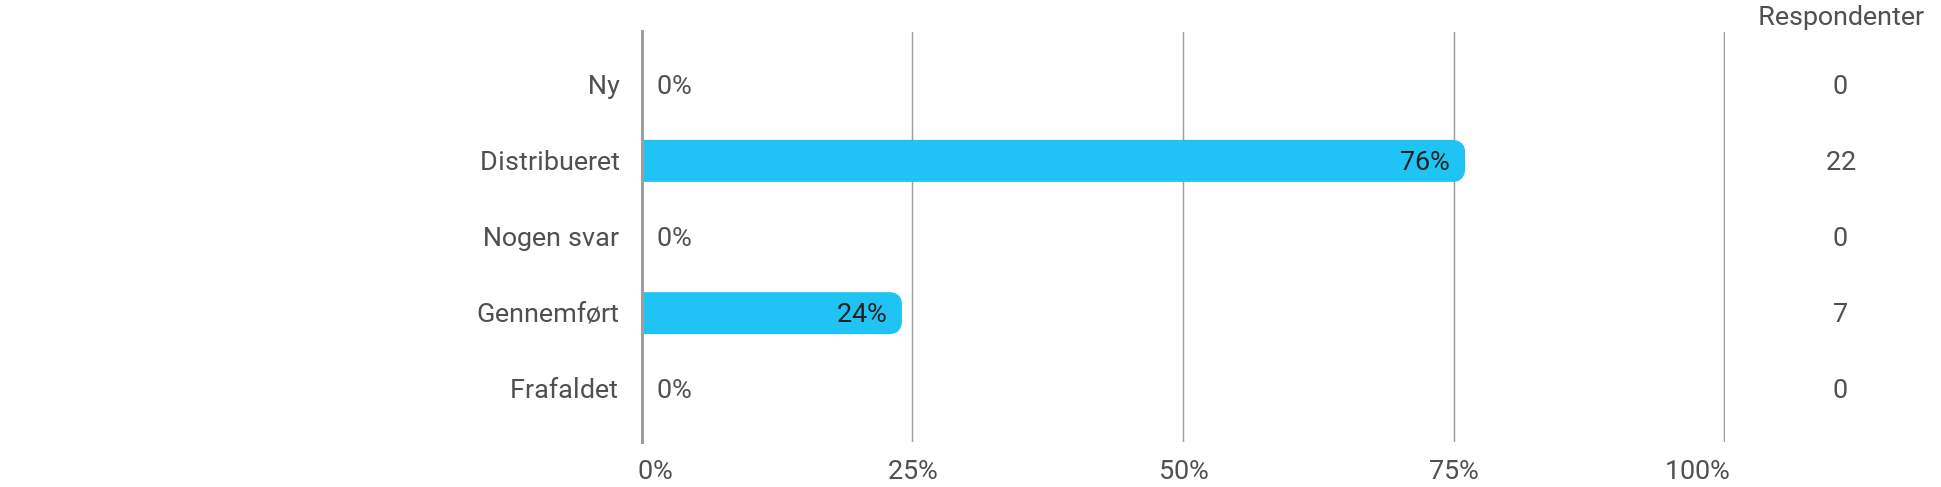 Respondenter
Ny 0% 0
Distribueret 76% 22
Nogen svar 0% 0
Gennemført 24% 7
Frafaldet 0% 0
0% 25% 50% 75% 100%